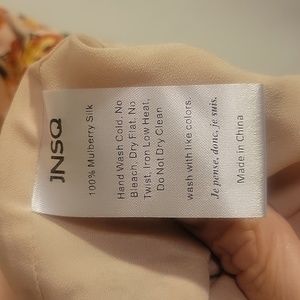 JNSQ
100% Mulberry Silk
Hand Wash Cold. No
Bleach. Dry Flat. No
Twist. Iron Low Heat.
Do Not Dry Clean
wash with like colors.
Je pense, donc, je suis.
Made in China